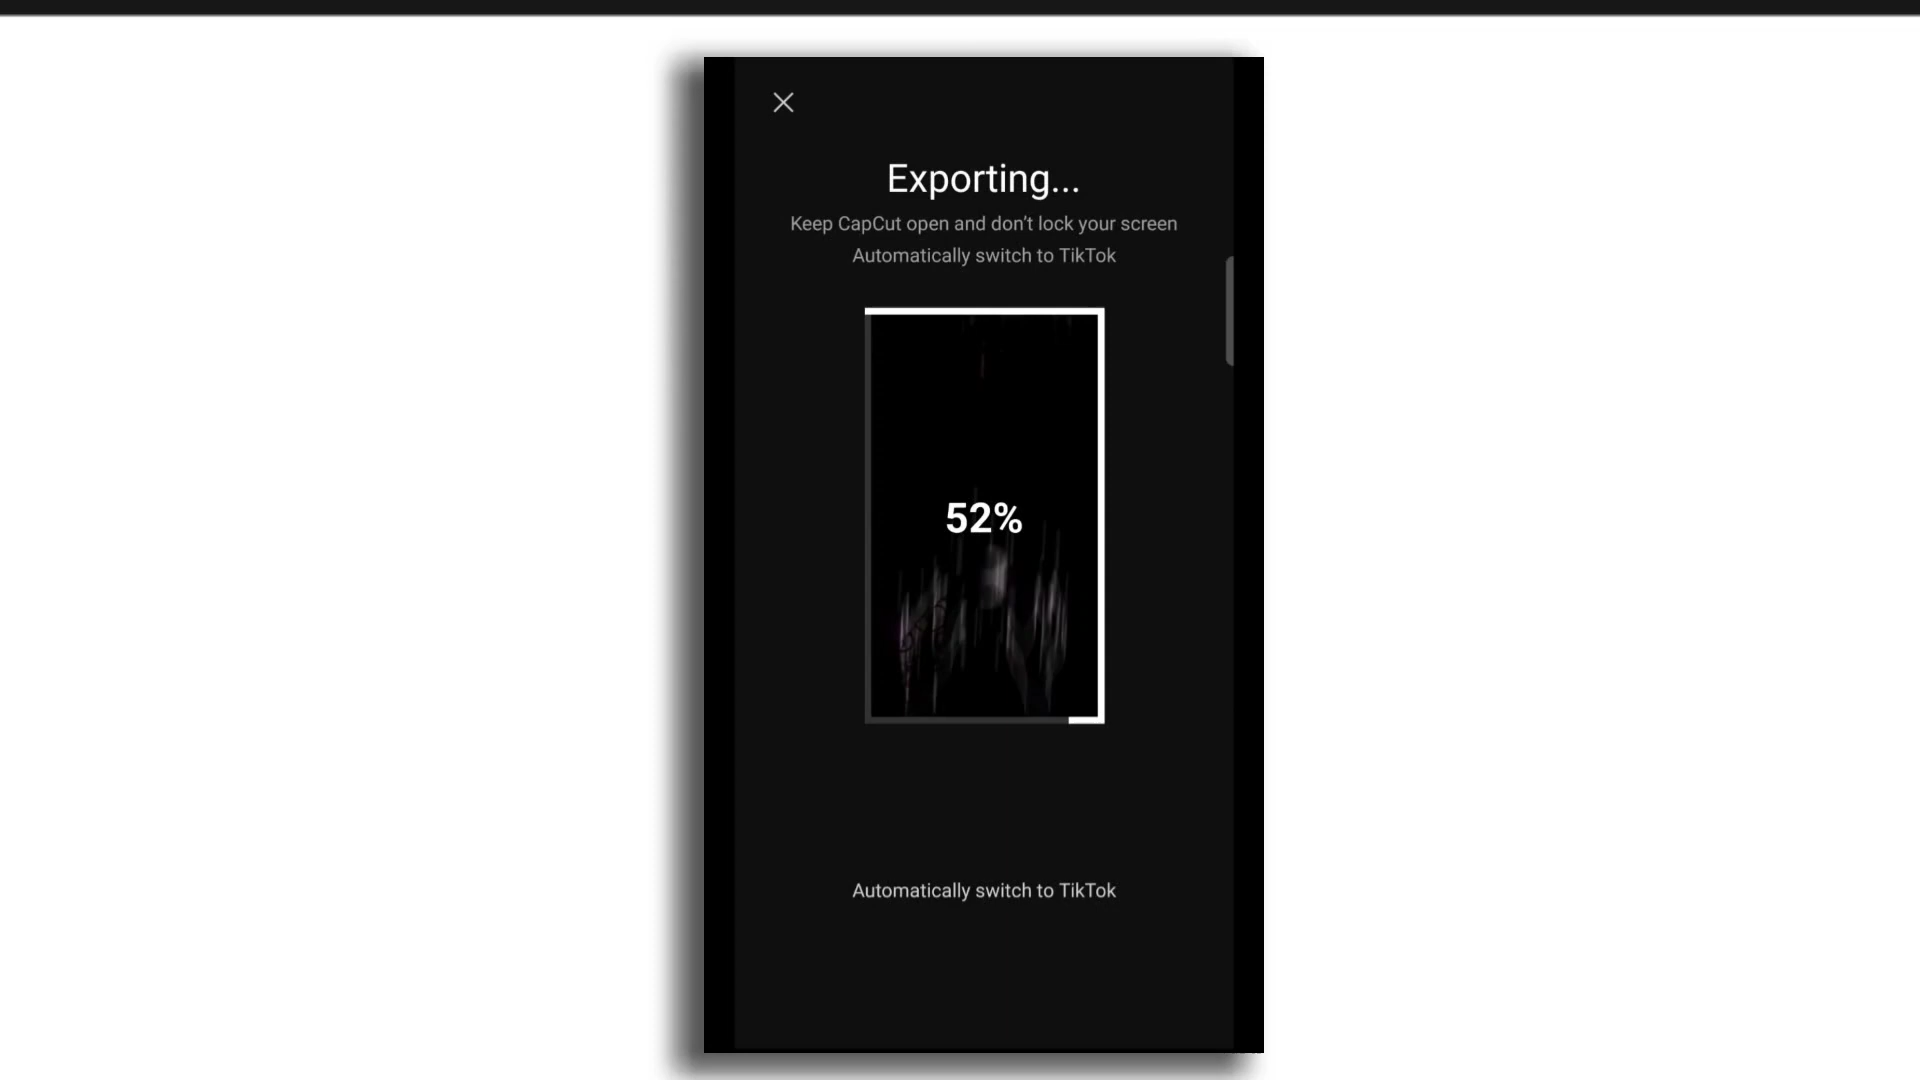 Exporting...
Keep CapCut open and don't lock your screen
Automatically switch to TikTok
52%
Automatically switch to TikTok